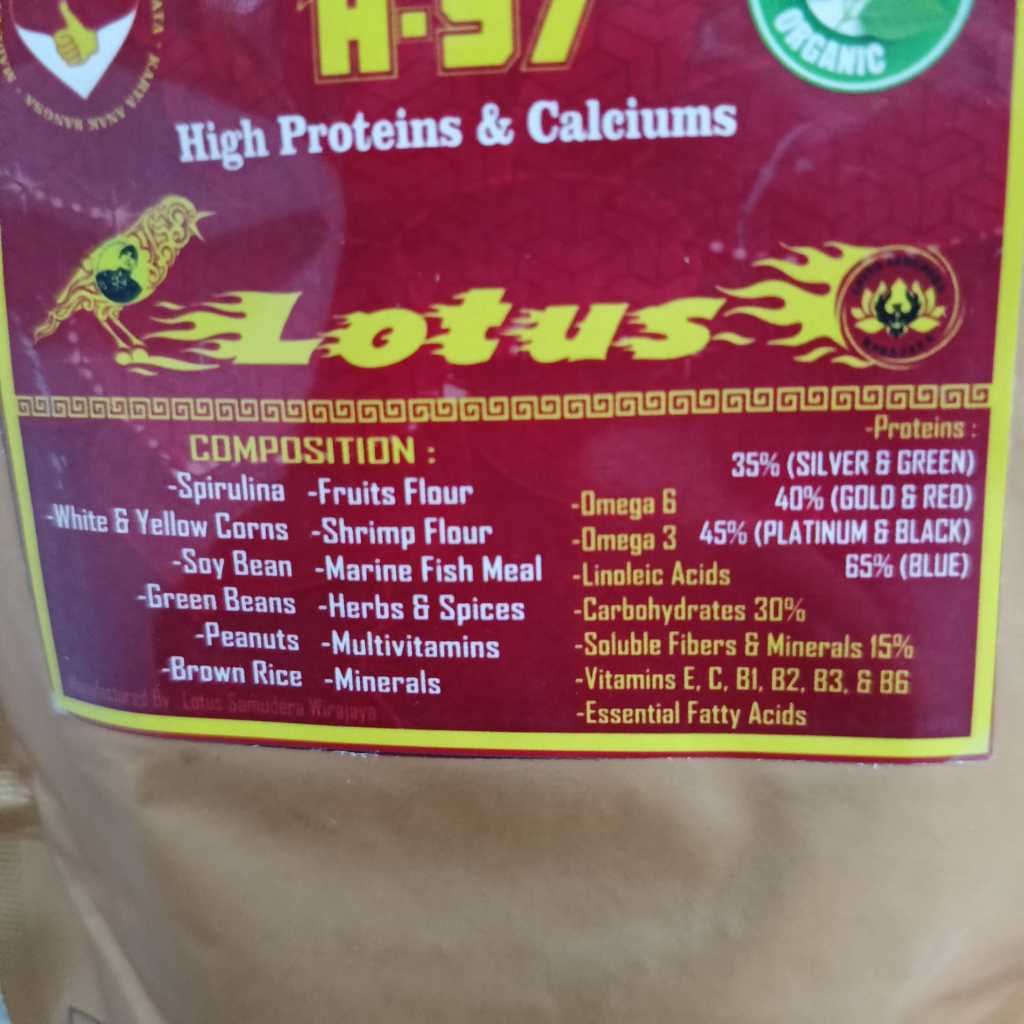 KARYA ANAK BANGSA
A-97
ORGANIC
High Proteins & Calciums
Lotus
COMPOSITION :
-Spirulina
-White & Yellow Corns
-Soy Bean
-Green Beans
-Peanuts
-Brown Rice
-Fruits Flour
-Shrimp Flour
-Marine Fish Meal
-Herbs & Spices
-Multivitamins
-Minerals
-Omega 6
-Omega 3
-Linoleic Acids
-Carbohydrates 30%
-Soluble Fibers & Minerals 15%
-Vitamins E, C, B1, B2, B3, & B6
-Essential Fatty Acids
-Proteins :
35% (SILVER & GREEN)
40% (GOLD & RED)
45% (PLATINUM & BLACK)
65% (BLUE)
Manufactured By : Lotus Samudera Wirajaya